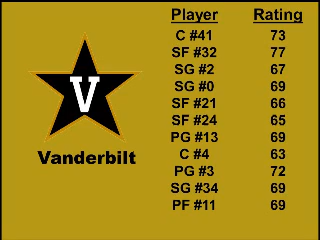 Player Rating
C #41 73
SF #32 77
SG #2 67
SG #0 69
SF #21 66
SF #24 65
PG #13 69
C #4 63
PG #3 72
SG #34 69
PF #11 69
V
Vanderbilt